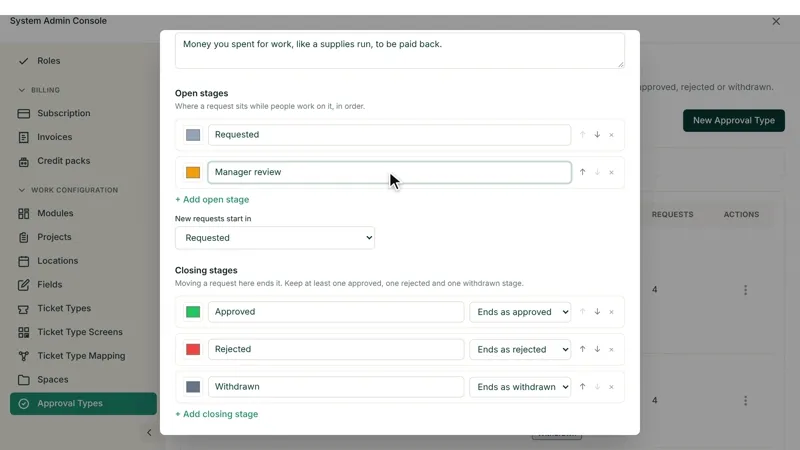 System Admin Console
Roles
BILLING
Subscription
Invoices
Credit packs
WORK CONFIGURATION
Modules
Projects
Locations
Fields
Ticket Types
Ticket Type Screens
Ticket Type Mapping
Spaces
Approval Types
Money you spent for work, like a supplies run, to be paid back.
Open stages
Where a request sits while people work on it, in order.
Requested
Manager review
+ Add open stage
New requests start in
Requested
Closing stages
Moving a request here ends it. Keep at least one approved, one rejected and one withdrawn stage.
Approved
Ends as approved
Rejected
Ends as rejected
Withdrawn
Ends as withdrawn
+ Add closing stage
approved, rejected or withdrawn.
New Approval Type
REQUESTS
ACTIONS
4
4